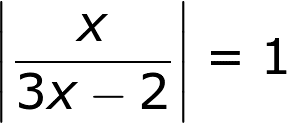 |x / (3x − 2)| = 1